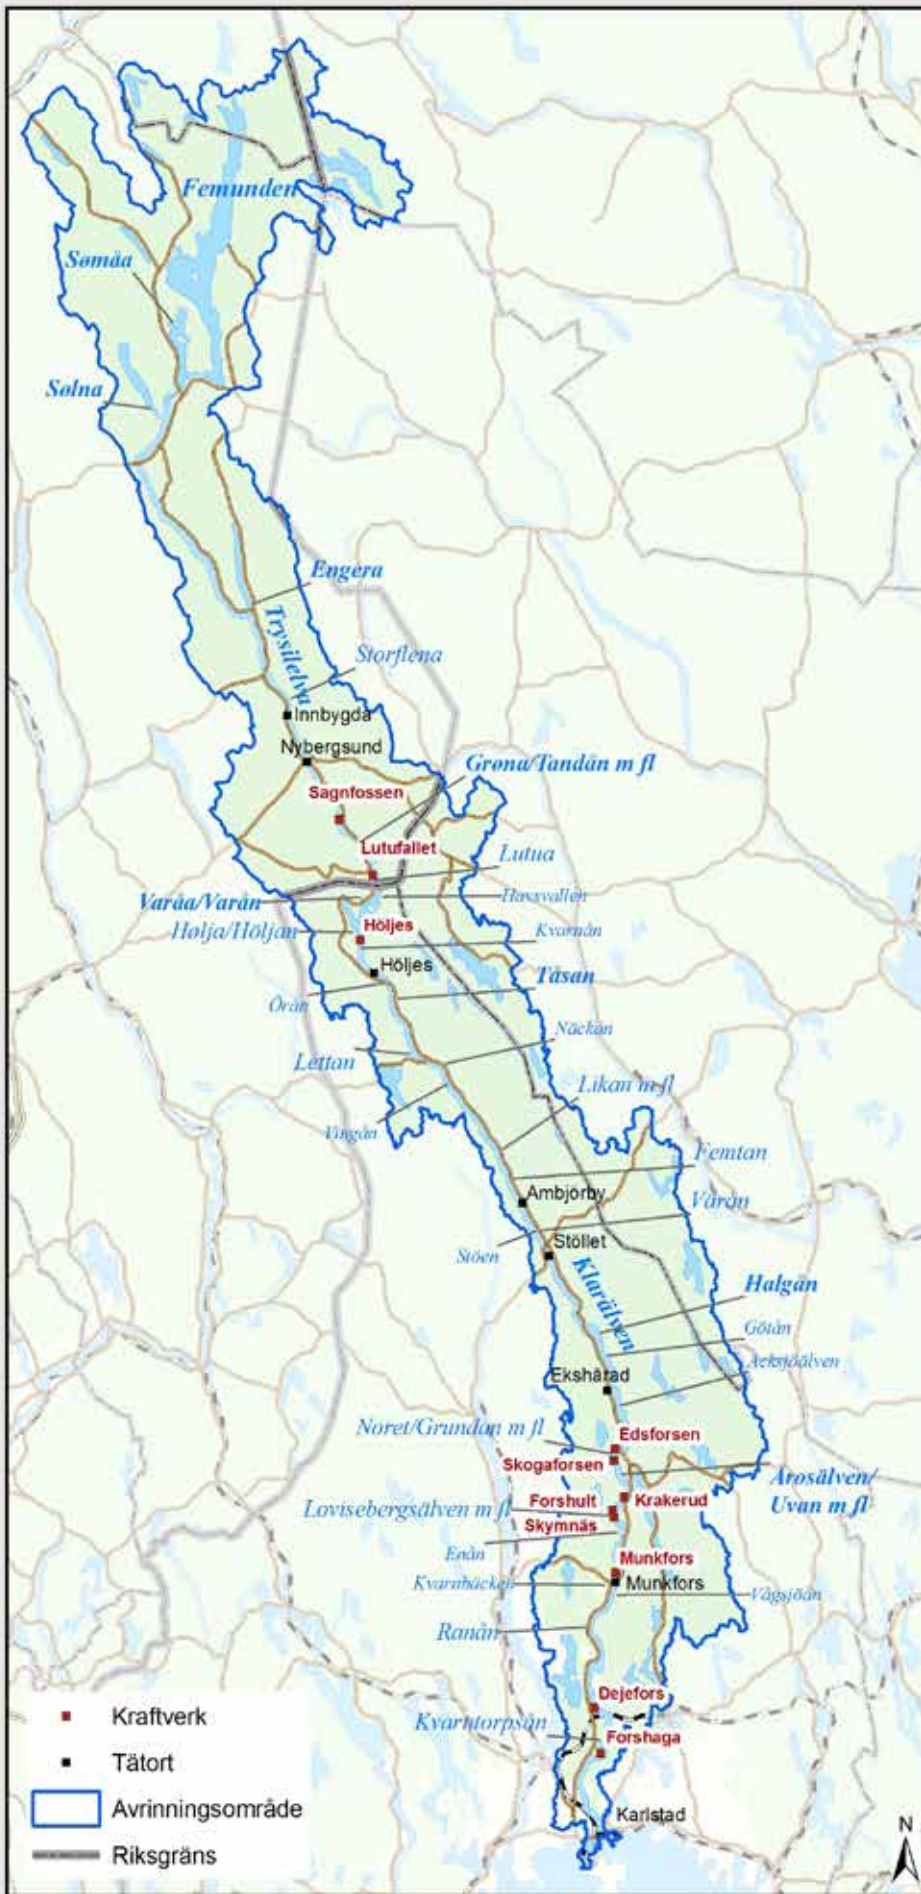 Femunden
Sømåa
Sølna
Engera
Trysilelva
Storflena
Innbygda
Nybergsund
Grøna/Tandån m fl
Sagnfossen
Lutufallet
Lutua
Varåa/Varån
Havsvallen
Hølja/Höljan
Höljes
Kvarnån
Höljes
Tåsan
Örån
Näckån
Lettan
Likan m fl
Vingån
Femtan
Ambjörby
Vårån
Stöen
Stöllet
Klarälven
Halgån
Götån
Acksjöälven
Ekshärad
Noret/Grundan m fl
Edsforsen
Skogaforsen
Årosälven/
Uvån m fl
Forshult
Krakerud
Lovisebergsälven m fl
Skymnäs
Enån
Munkfors
Kvarnbäcken
Munkfors
Vågsjöån
Ranån
Dejefors
Kvarntorpsån
Forshaga
Karlstad
Kraftverk
Tätort
Avrinningsområde
Riksgräns
N